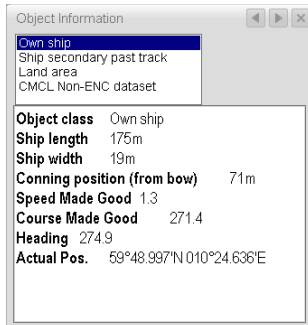 Object Information
Own ship
Ship secondary past track
Land area
CMCL Non-ENC dataset
Object class Own ship
Ship length 175m
Ship width 19m
Conning position (from bow) 71m
Speed Made Good 1.3
Course Made Good 271.4
Heading 274.9
Actual Pos. 59°48.997'N 010°24.636'E